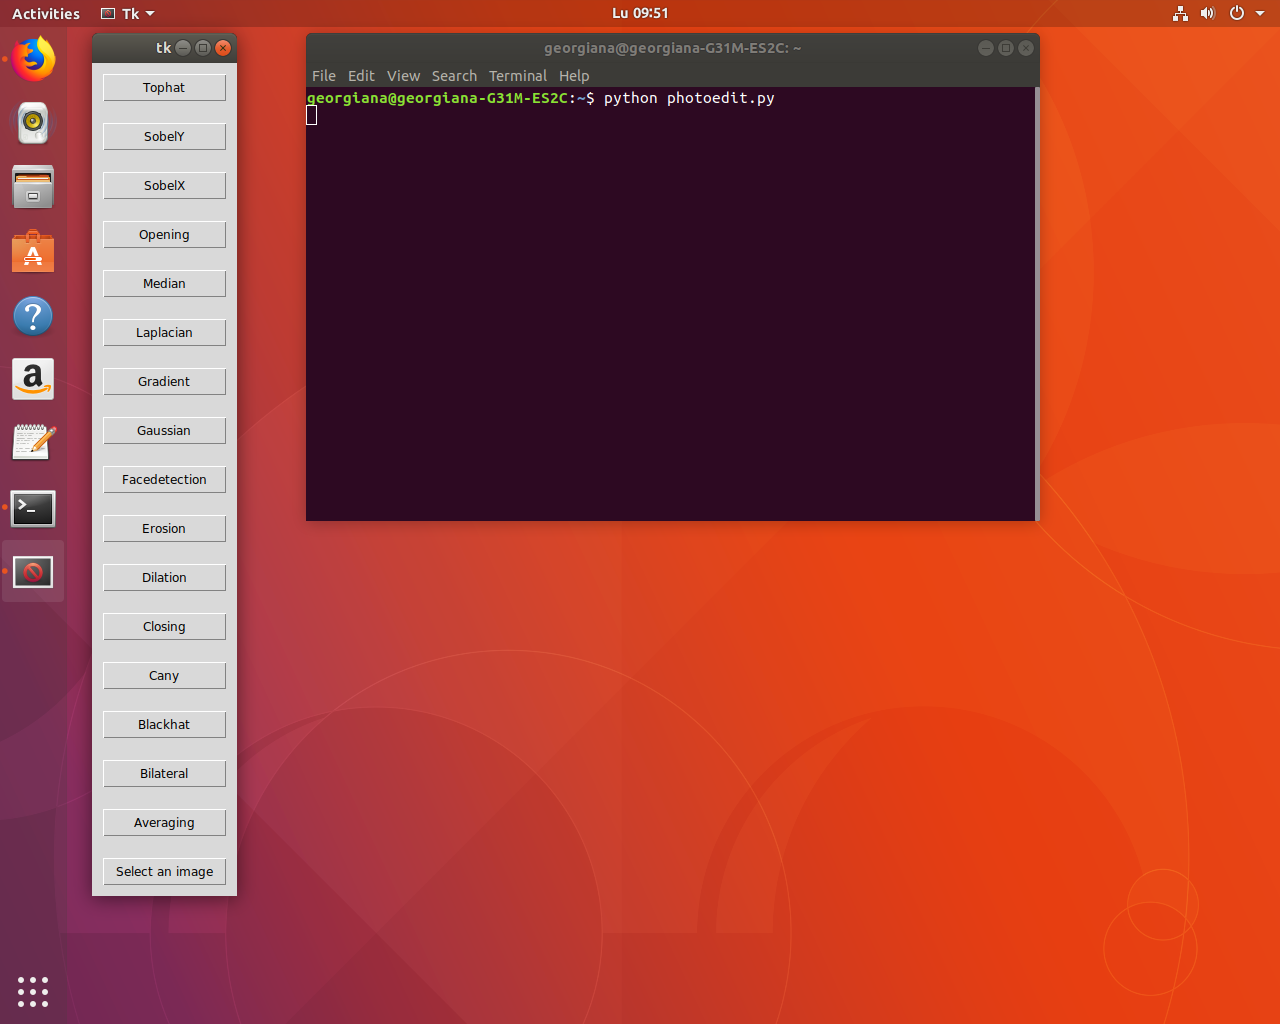 Activities Tk Lu 09:51
tk
Tophat
SobelY
SobelX
Opening
Median
Laplacian
Gradient
Gaussian
Facedetection
Erosion
Dilation
Closing
Cany
Blackhat
Bilateral
Averaging
Select an image
georgiana@georgiana-G31M-ES2C: ~
File Edit View Search Terminal Help
georgiana@georgiana-G31M-ES2C:~$ python photoedit.py